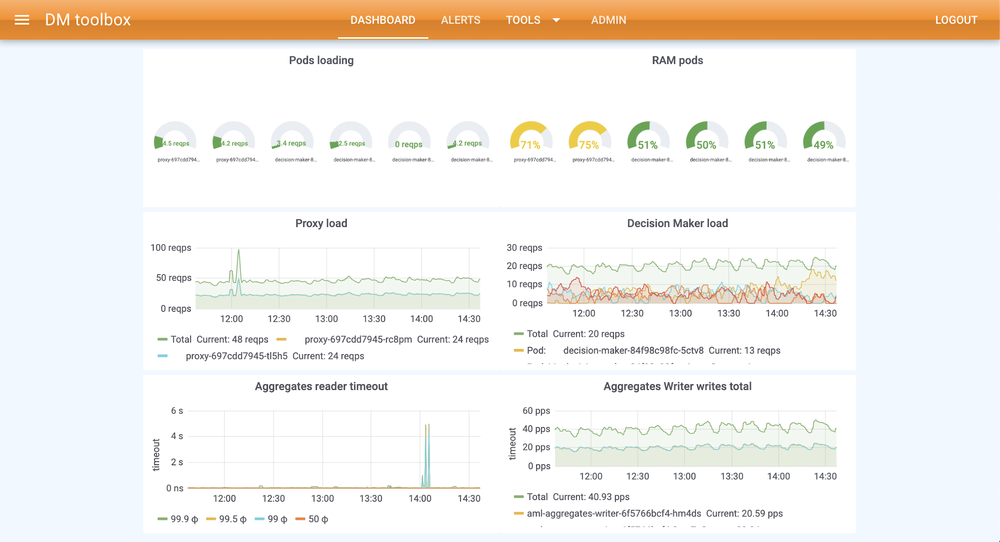 DM toolbox
DASHBOARD ALERTS TOOLS ADMIN LOGOUT
Pods loading
4.5 reqps 4.2 reqps 3.4 reqps 2.5 reqps 0 reqps 4.2 reqps
proxy-697cdd794... proxy-697cdd794... decision-maker-8... decision-maker-8... decision-maker-8... decision-maker-8...
RAM pods
71% 75% 51% 50% 51% 49%
proxy-697cdd794... proxy-697cdd794... decision-maker-8... decision-maker-8... decision-maker-8... decision-maker-8...
Proxy load
100 reqps
50 reqps
0 reqps
12:00 12:30 13:00 13:30 14:00 14:30
Total Current: 48 reqps proxy-697cdd7945-rc8pm Current: 24 reqps
proxy-697cdd7945-tl5h5 Current: 24 reqps
Decision Maker load
30 reqps
20 reqps
10 reqps
0 reqps
12:00 12:30 13:00 13:30 14:00 14:30
Total Current: 20 reqps
Pod: -decision-maker-84f98c98fc-5ctv8 Current: 13 reqps
Aggregates reader timeout
timeout
6 s
4 s
2 s
0 ns
12:00 12:30 13:00 13:30 14:00 14:30
99.9 ф 99.5 ф 99 ф 50 ф
Aggregates Writer writes total
timeout
60 pps
40 pps
20 pps
0 pps
12:00 12:30 13:00 13:30 14:00 14:30
Total Current: 40.93 pps
aml-aggregates-writer-6f5766bcf4-hm4ds Current: 20.59 pps